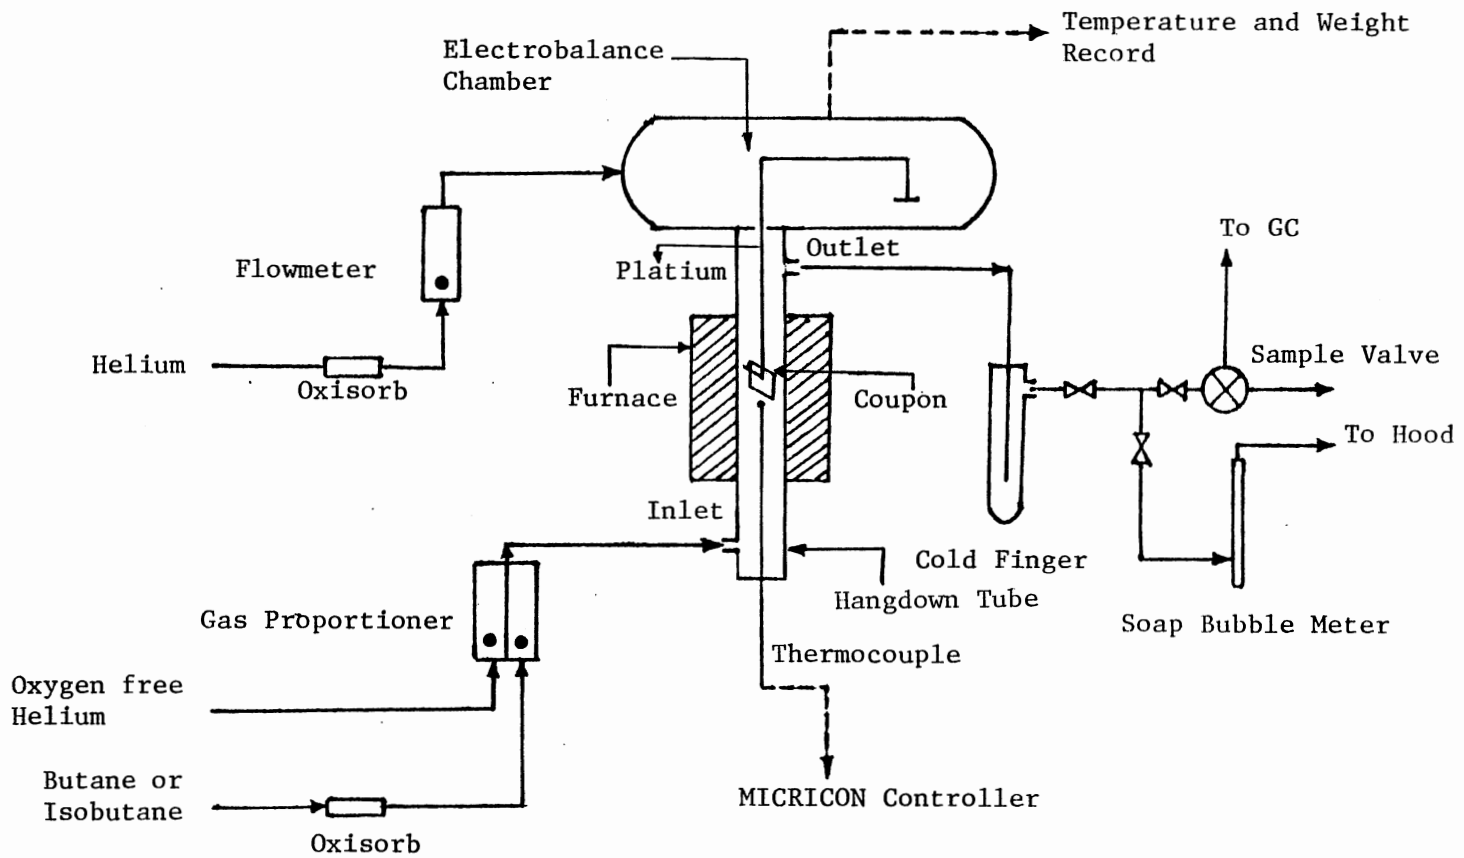 Temperature and Weight
Record
Electrobalance
Chamber
To GC
Outlet
Platium
Flowmeter
Sample Valve
Helium
Oxisorb
Furnace
Coupon
To Hood
Inlet
Cold Finger
Hangdown Tube
Gas Proportioner
Soap Bubble Meter
Thermocouple
Oxygen free
Helium
Butane or
Isobutane
MICRICON Controller
Oxisorb